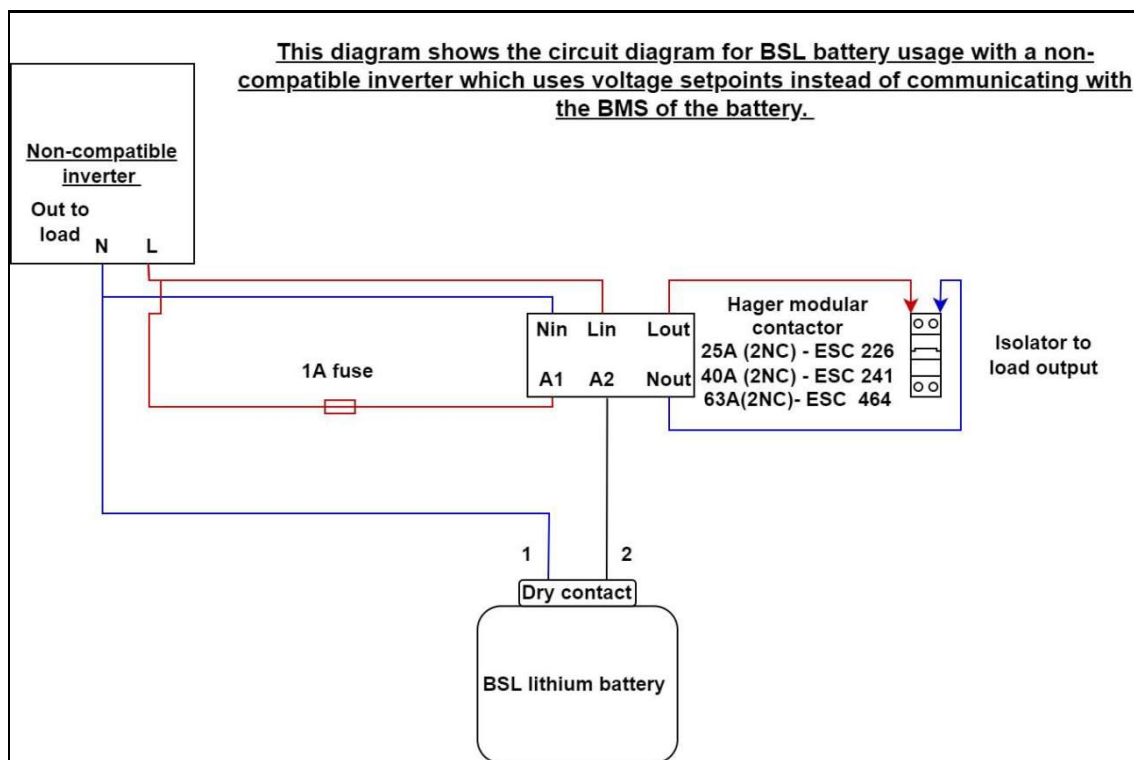 This diagram shows the circuit diagram for BSL battery usage with a non-
compatible inverter which uses voltage setpoints instead of communicating with
the BMS of the battery.
Non-compatible
inverter
Out to
load
N L
Nin Lin Lout
A1 A2 Nout
Hager modular
contactor
25A (2NC) - ESC 226
40A (2NC) - ESC 241
63A(2NC)- ESC 464
Isolator to
load output
1A fuse
1 2
Dry contact
BSL lithium battery